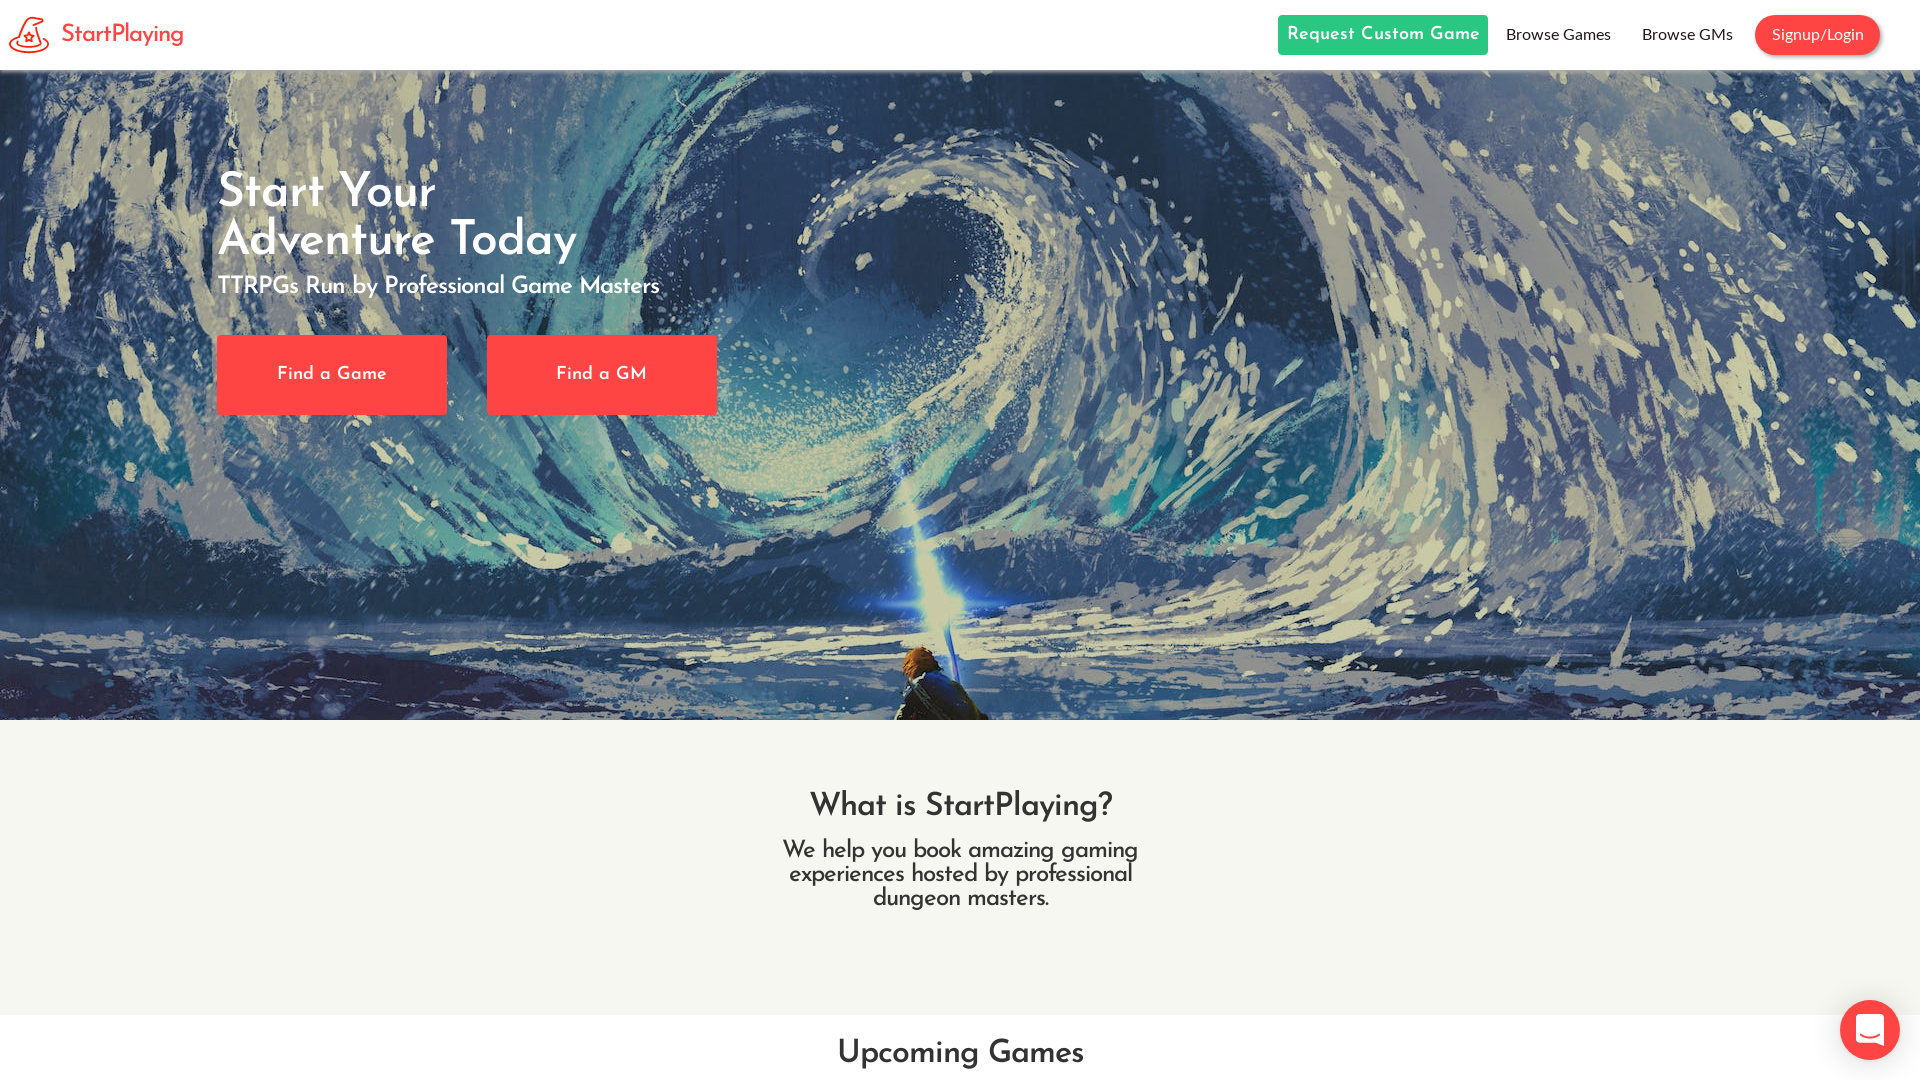 StartPlaying
Request Custom Game
Browse Games
Browse GMs
Signup/Login
Start Your
Adventure Today
TTRPGs Run by Professional Game Masters
Find a Game
Find a GM
What is StartPlaying?
We help you book amazing gaming
experiences hosted by professional
dungeon masters.
Upcoming Games